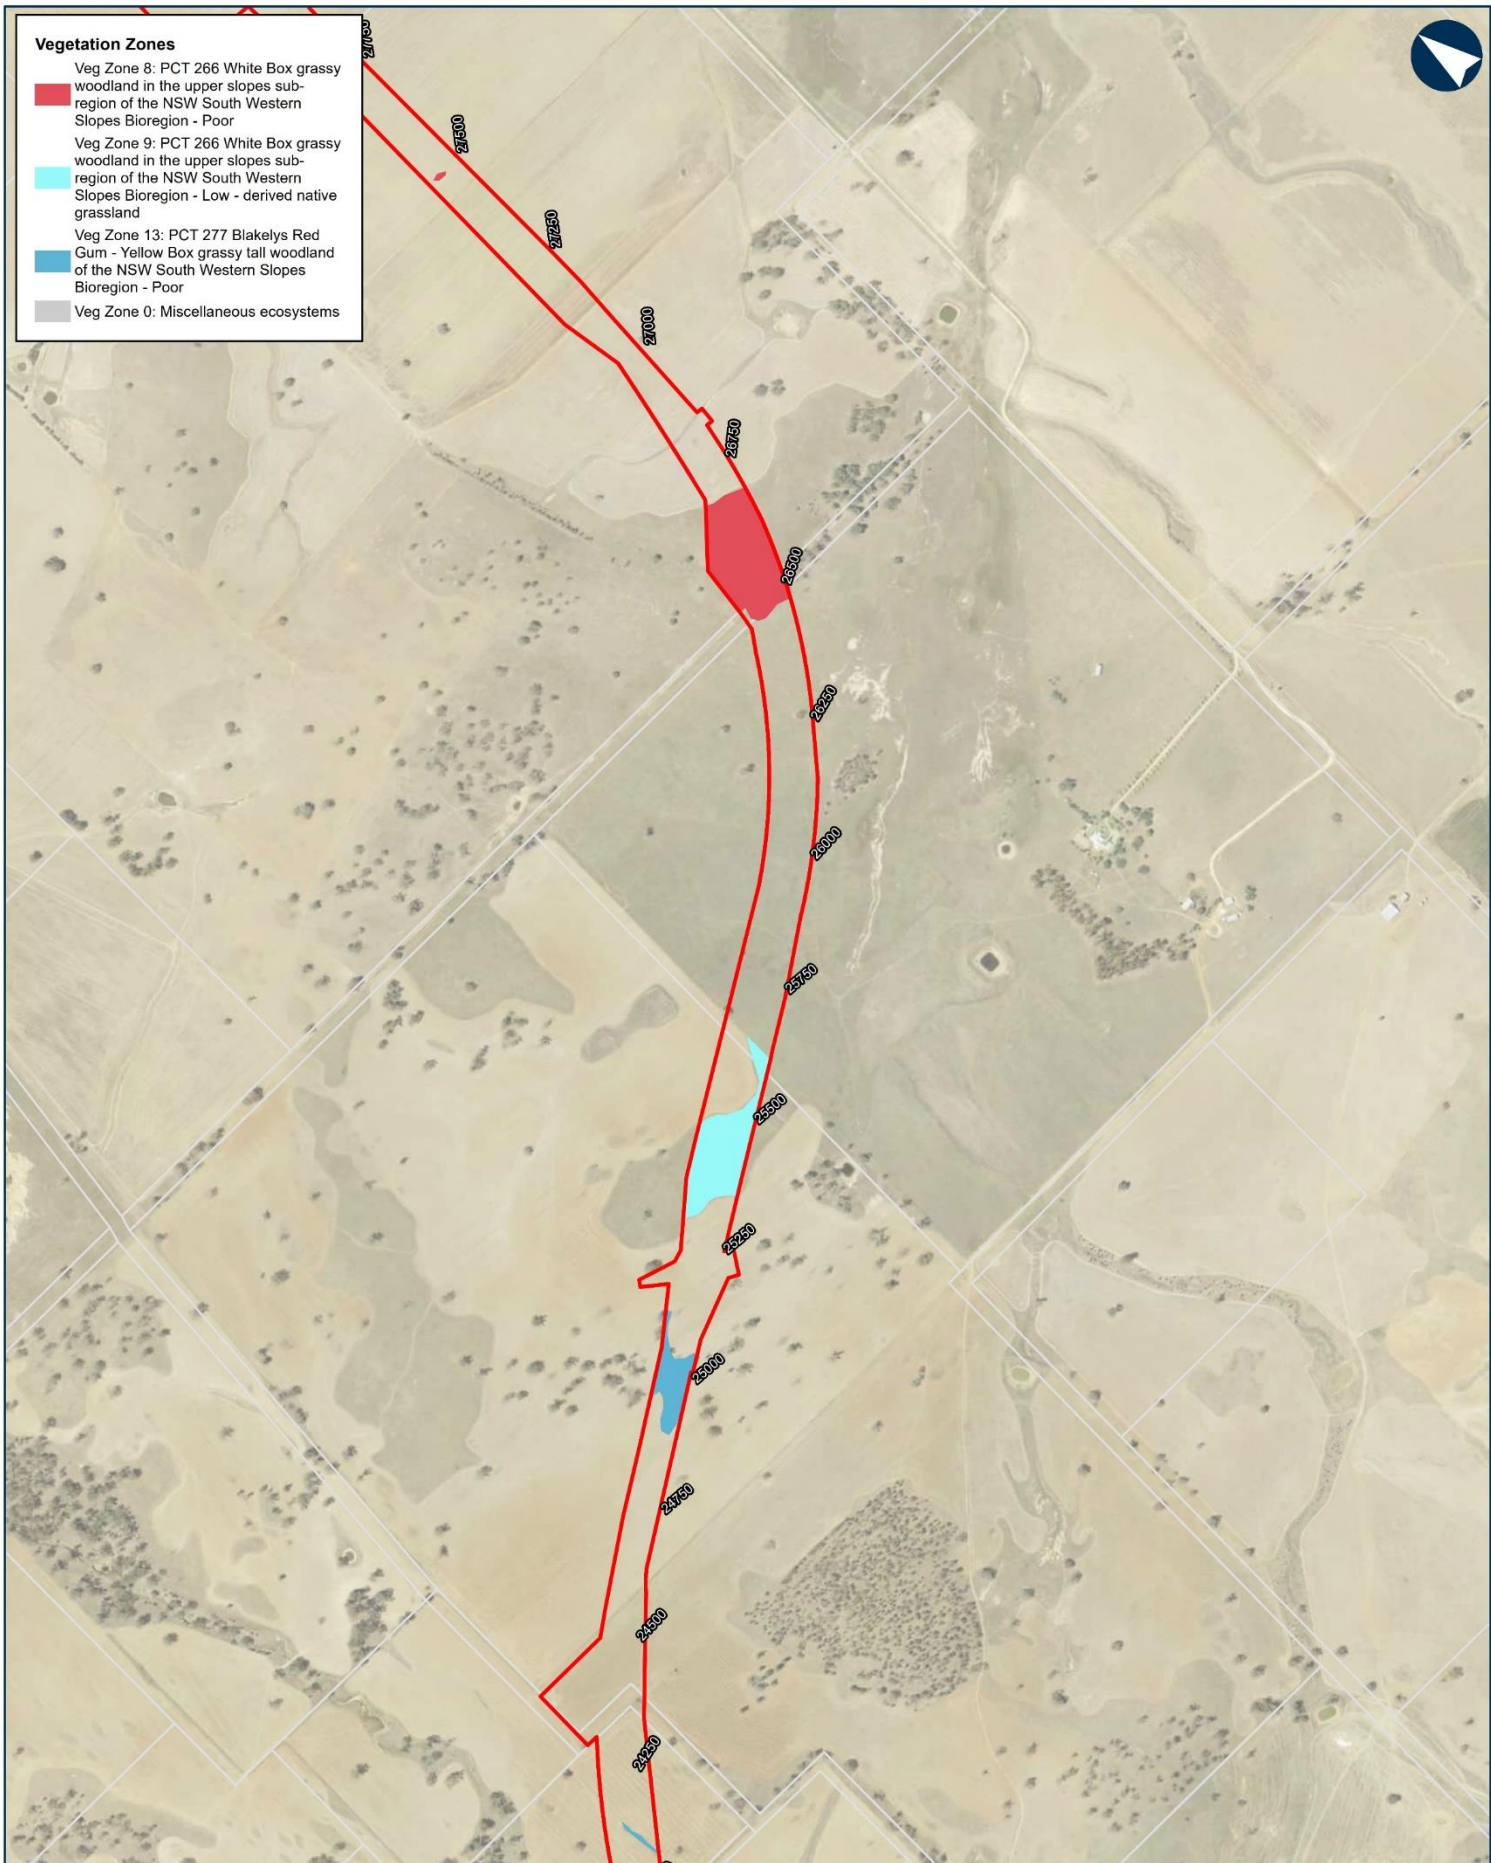 Vegetation Zones
Veg Zone 8: PCT 266 White Box grassy
woodland in the upper slopes sub-
region of the NSW South Western
Slopes Bioregion - Poor
Veg Zone 9: PCT 266 White Box grassy
woodland in the upper slopes sub-
region of the NSW South Western
Slopes Bioregion - Low - derived native
grassland
Veg Zone 13: PCT 277 Blakelys Red
Gum - Yellow Box grassy tall woodland
of the NSW South Western Slopes
Bioregion - Poor
Veg Zone 0: Miscellaneous ecosystems
27750
27500
27250
27000
26750
26500
26250
26000
25750
25500
25250
25000
24750
24500
24250